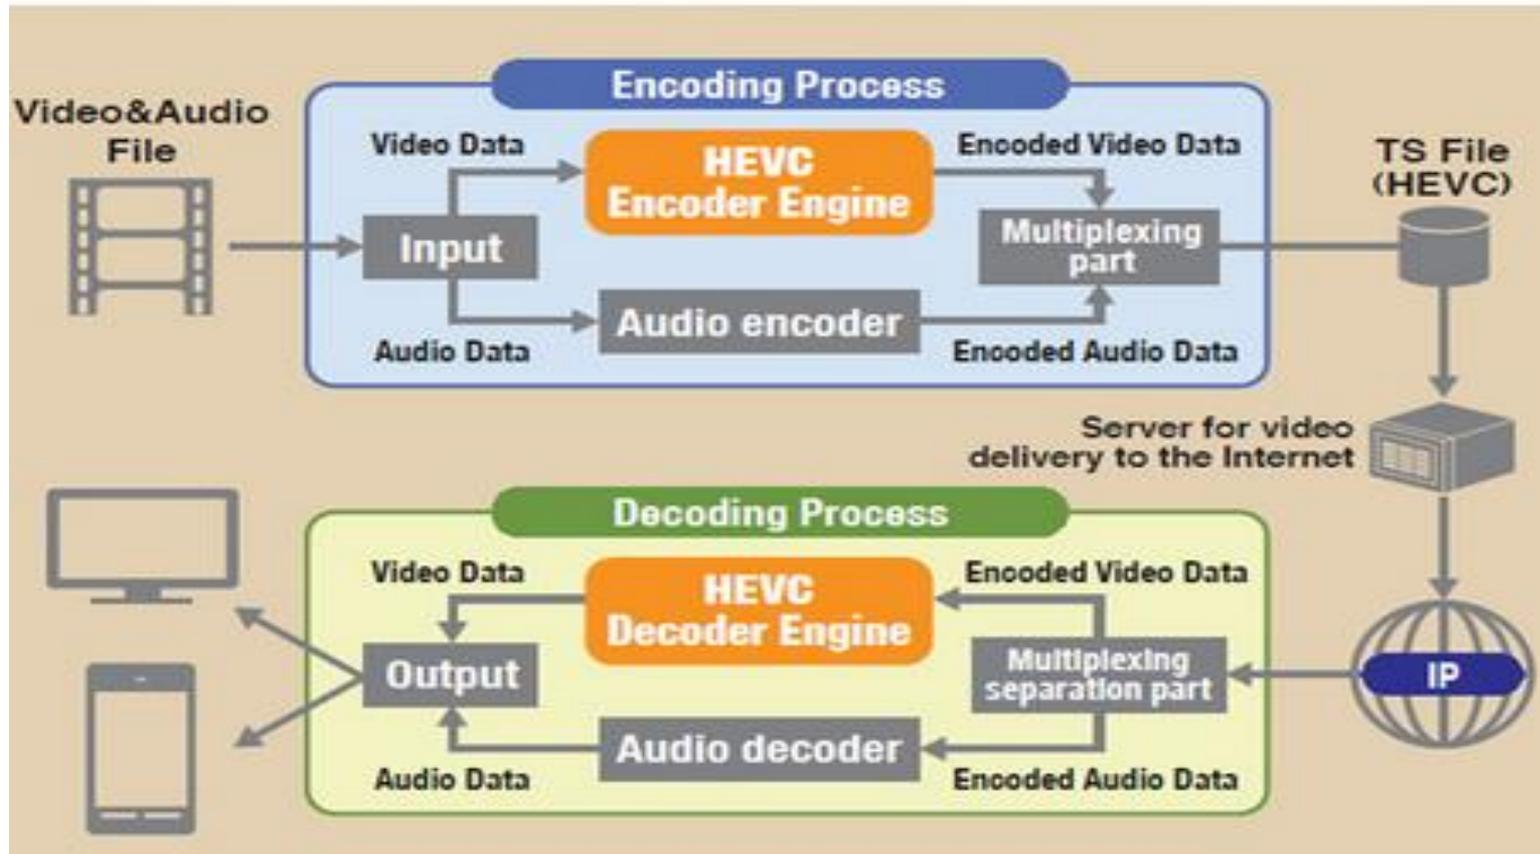 Encoding Process
Video&Audio
File
Video Data
HEVC
Encoder Engine
Encoded Video Data
TS File
(HEVC)
Input
Multiplexing
part
Audio encoder
Audio Data
Encoded Audio Data
Server for video
delivery to the Internet
Decoding Process
Video Data
HEVC
Decoder Engine
Encoded Video Data
Output
Multiplexing
separation part
IP
Audio decoder
Audio Data
Encoded Audio Data